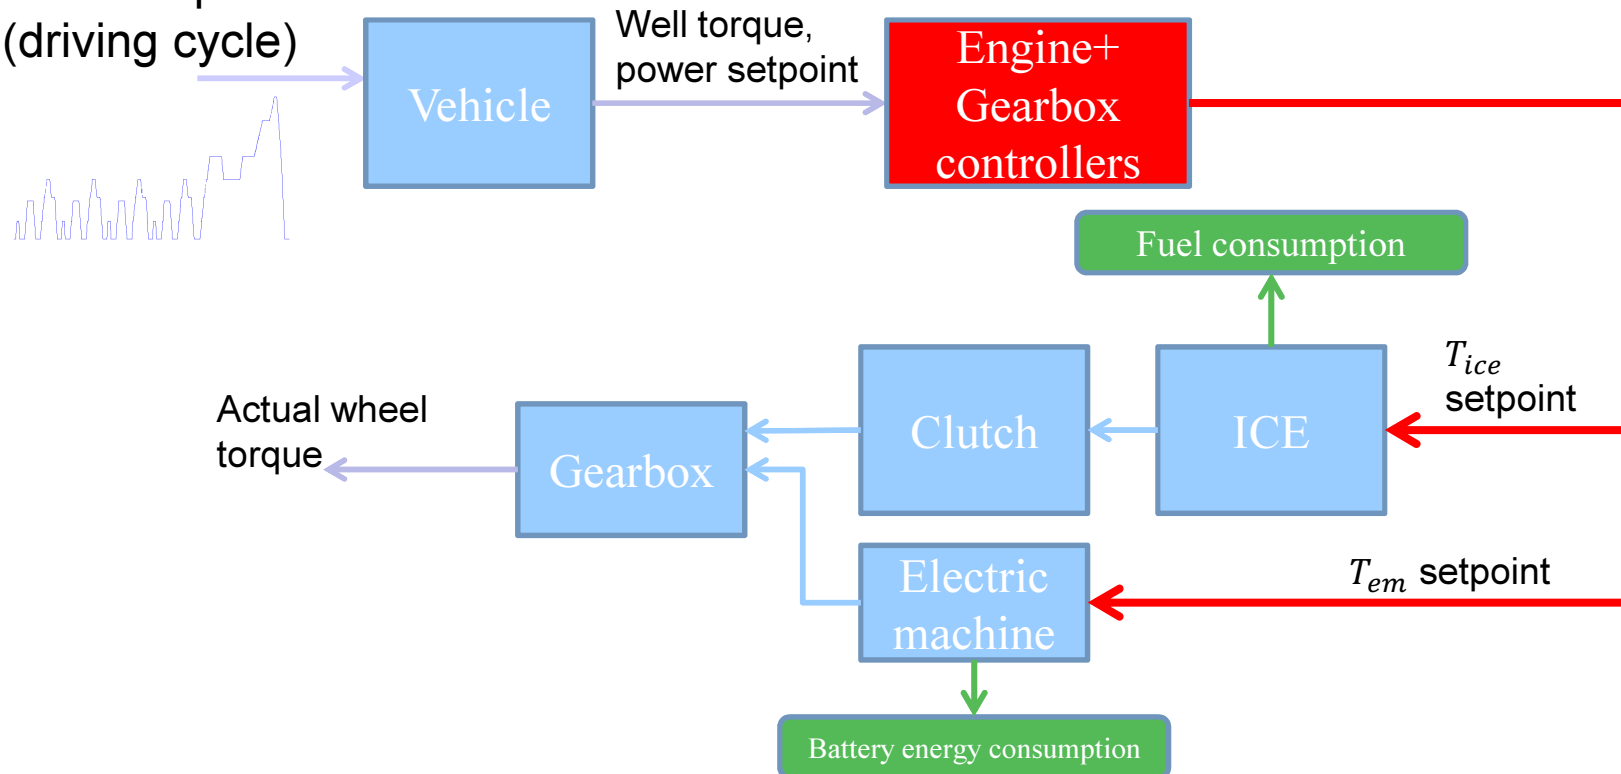 (driving cycle)
Vehicle
Well torque,
power setpoint
Engine+
Gearbox
controllers
Fuel consumption
T_ice
setpoint
Actual wheel
torque
Gearbox
Clutch
ICE
Electric
machine
T_em setpoint
Battery energy consumption